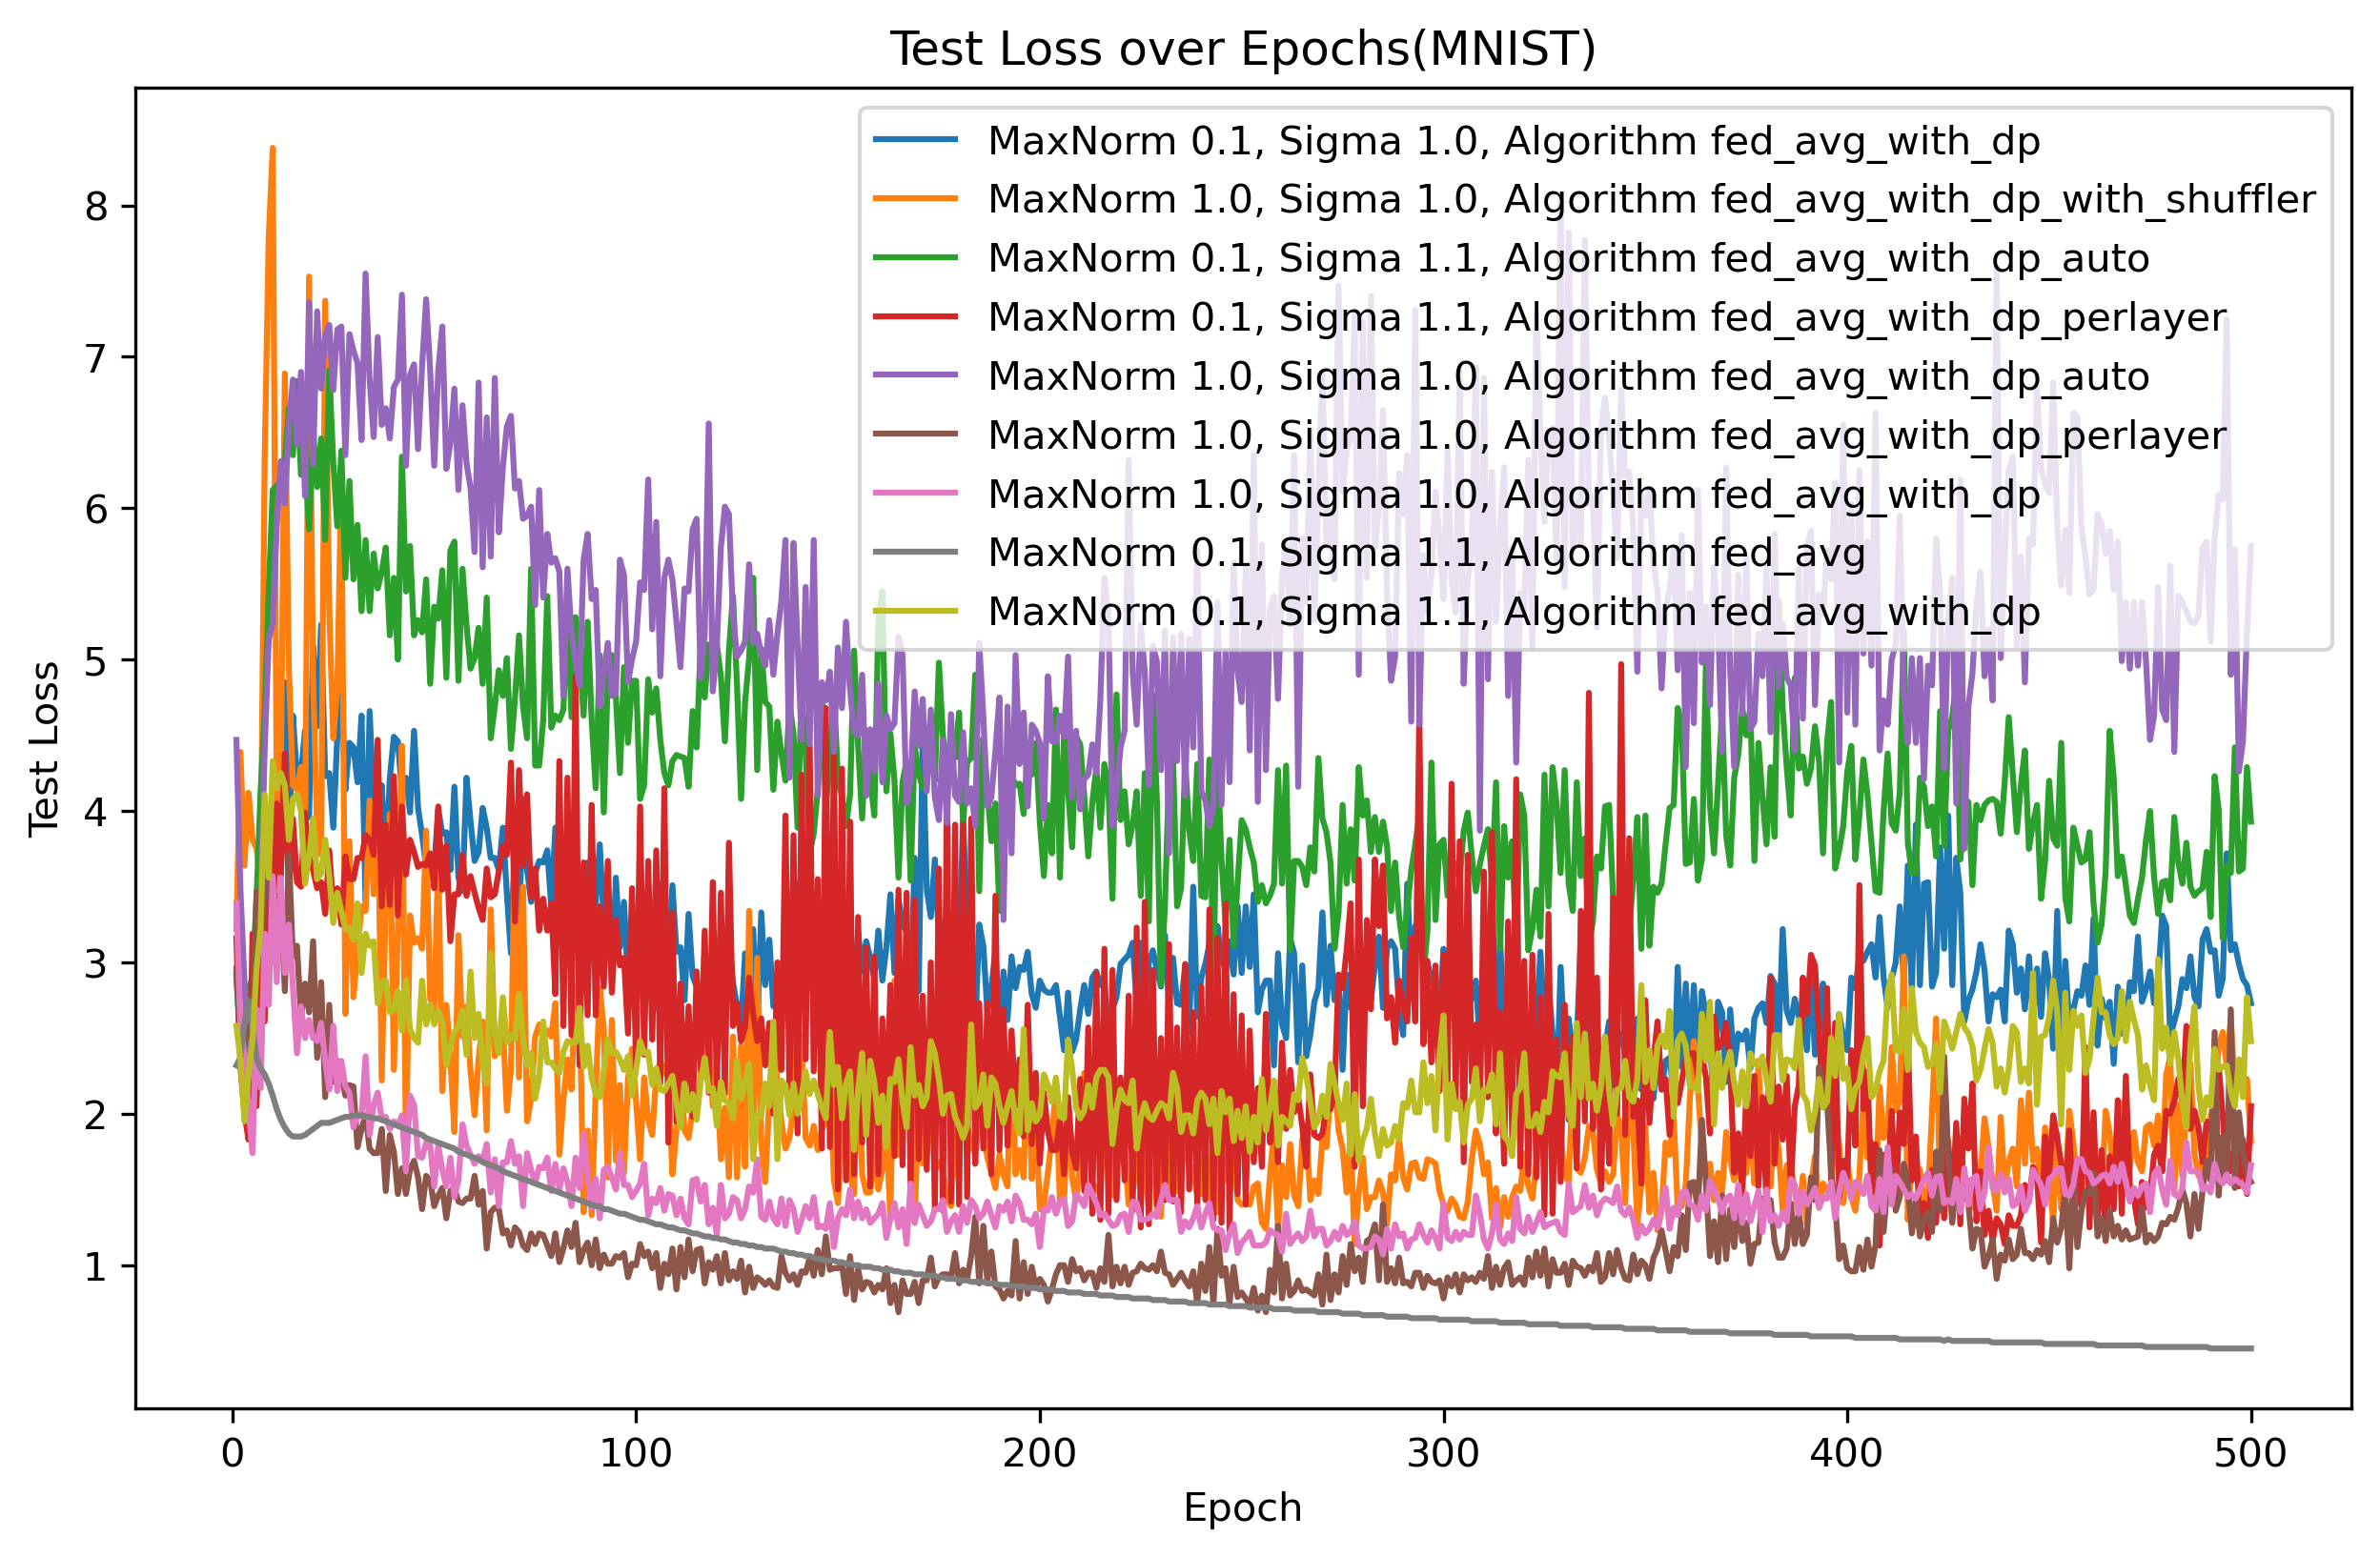 Test Loss over Epochs(MNIST)
MaxNorm 0.1, Sigma 1.0, Algorithm fed_avg_with_dp
MaxNorm 1.0, Sigma 1.0, Algorithm fed_avg_with_dp_with_shuffler
MaxNorm 0.1, Sigma 1.1, Algorithm fed_avg_with_dp_auto
MaxNorm 0.1, Sigma 1.1, Algorithm fed_avg_with_dp_perlayer
MaxNorm 1.0, Sigma 1.0, Algorithm fed_avg_with_dp_auto
MaxNorm 1.0, Sigma 1.0, Algorithm fed_avg_with_dp_perlayer
MaxNorm 1.0, Sigma 1.0, Algorithm fed_avg_with_dp
MaxNorm 0.1, Sigma 1.1, Algorithm fed_avg
MaxNorm 0.1, Sigma 1.1, Algorithm fed_avg_with_dp
8
7
6
5
4
3
2
1
Test Loss
0 100 200 300 400 500
Epoch